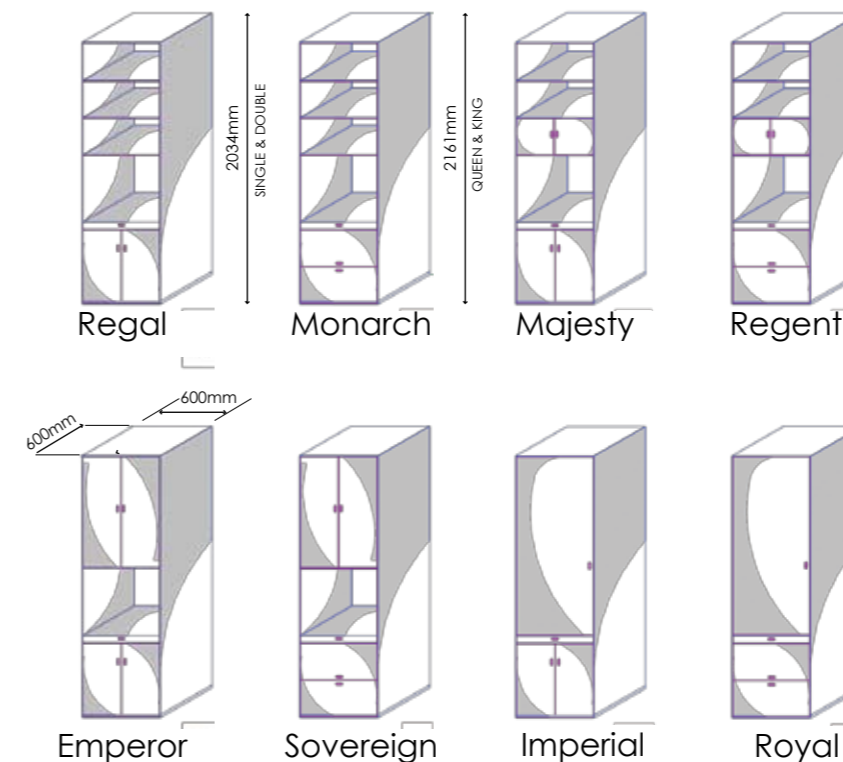 2034mm
SINGLE & DOUBLE
2161mm
QUEEN & KING
Regal
Monarch
Majesty
Regent
600mm
600mm
Emperor
Sovereign
Imperial
Royal